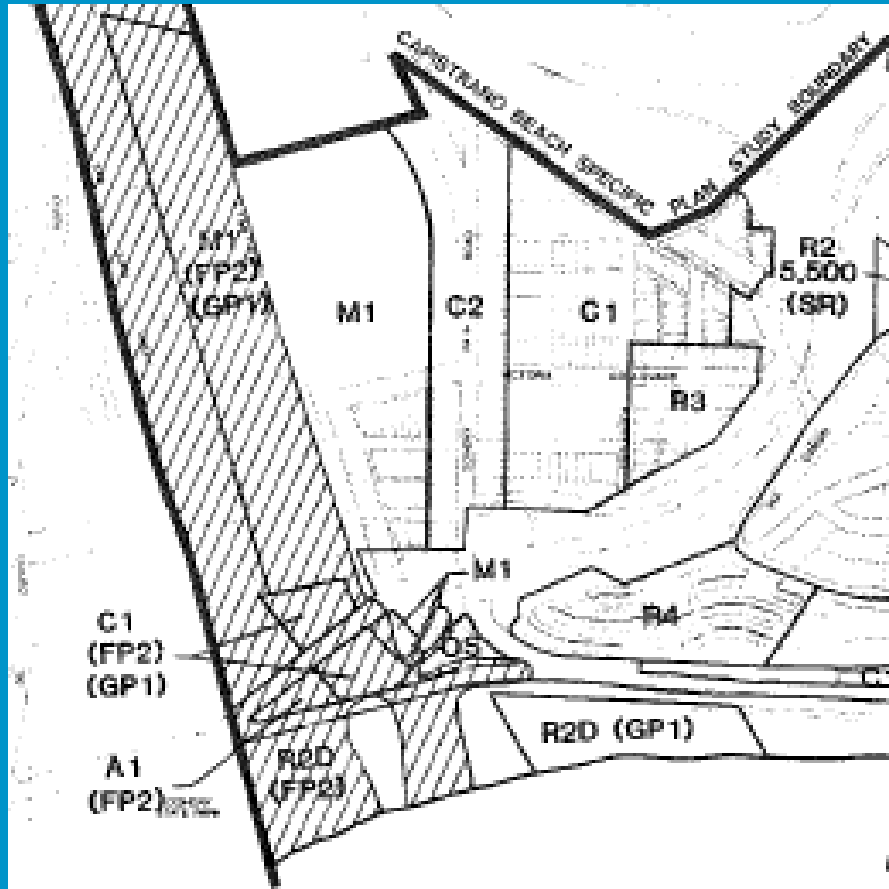 CAPISTRANO BEACH SPECIFIC PLAN STUDY BOUNDARY
M1
(FP2)
(GP1)
M1
C2
C1
R2
5,500
(SR)
R3
M1
C1
(FP2)
(GP1)
OS
R4
R2D (GP1)
R2D
(FP2)
A1
(FP2)